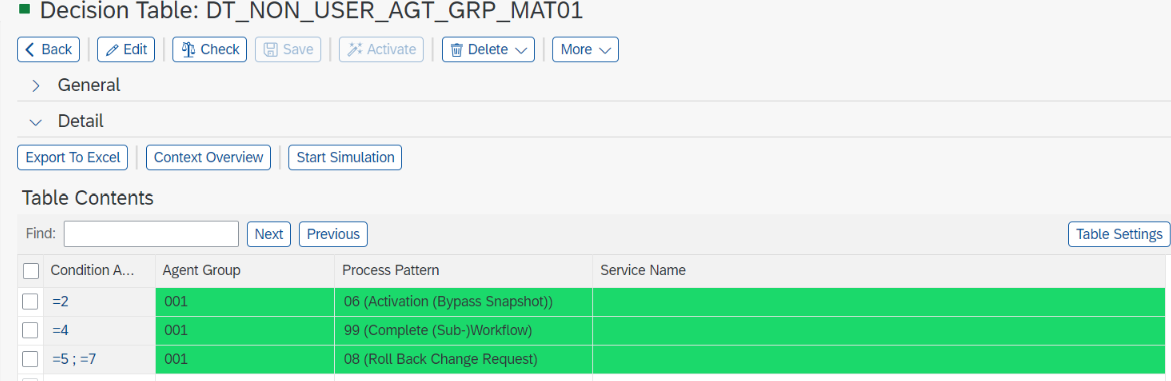 Decision Table: DT_NON_USER_AGT_GRP_MAT01
Back Edit Check Save Activate Delete More
General
Detail
Export To Excel Context Overview Start Simulation
Table Contents
Find: Next Previous Table Settings
Condition A... Agent Group Process Pattern Service Name
=2 001 06 (Activation (Bypass Snapshot))
=4 001 99 (Complete (Sub-)Workflow)
=5 ; =7 001 08 (Roll Back Change Request)